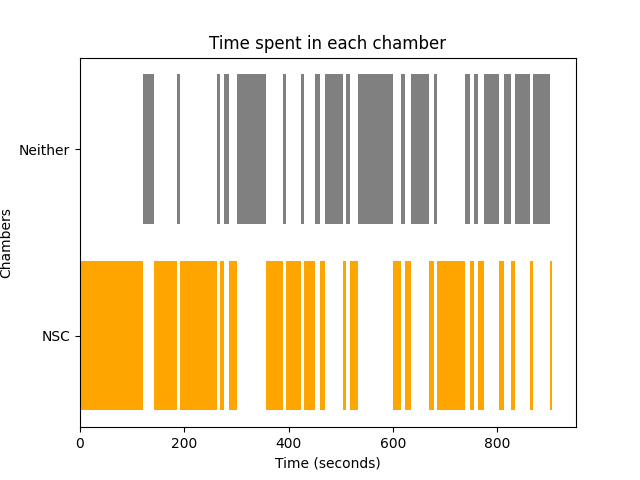 Time spent in each chamber
Neither
NSC
Chambers
0 200 400 600 800
Time (seconds)